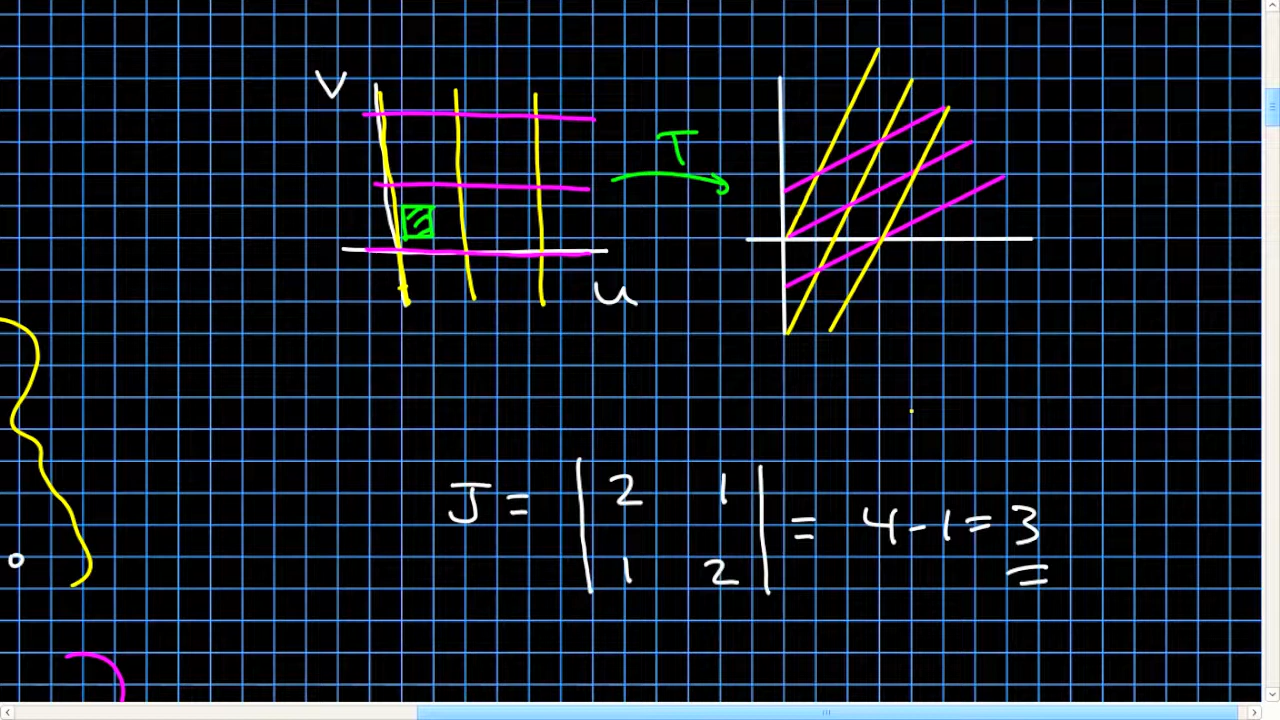 V
T
u
J = | 2 1 | = 4 - 1 = 3
| 1 2 |
o